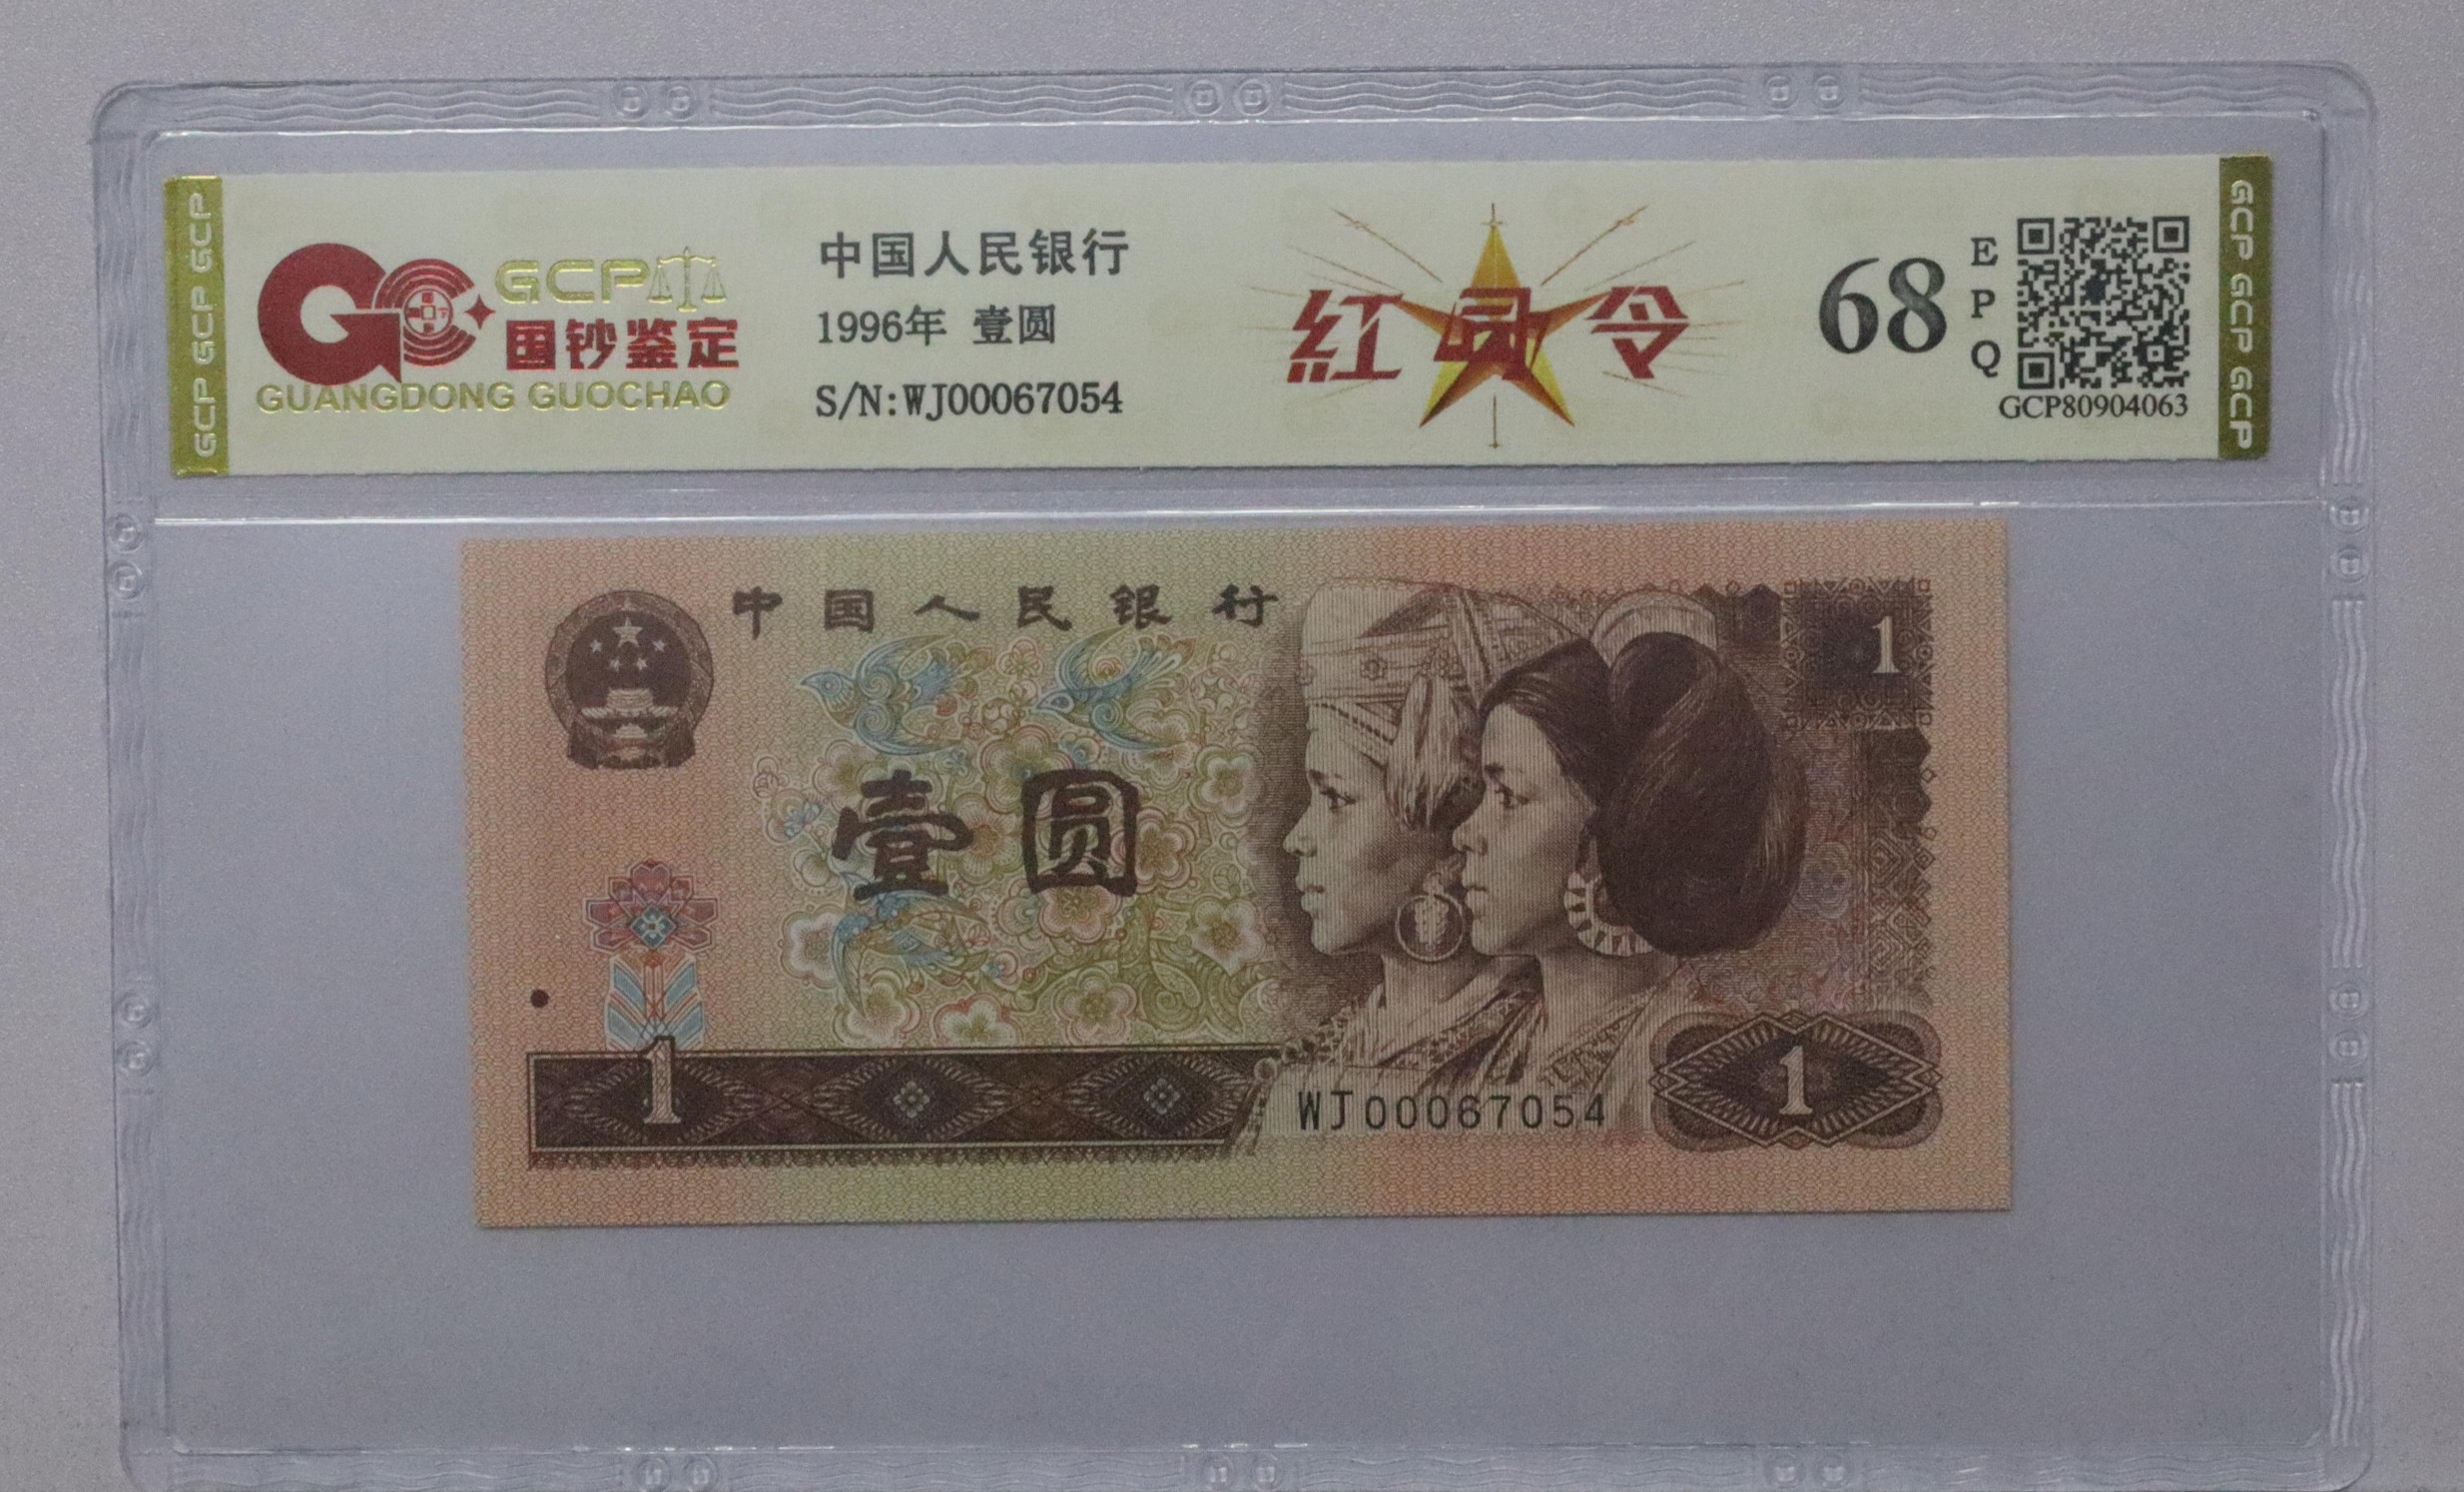 GCP GCP GCP
GCP
国钞鉴定
GUANGDONG GUOCHAO
中国人民银行
1996年 壹圆
S/N:WJ00067054
紅
令
68
EPQ
GCP80904063
GCP GCP GCP
中国人民银行
1
壹圆
1
WJ00067054
1